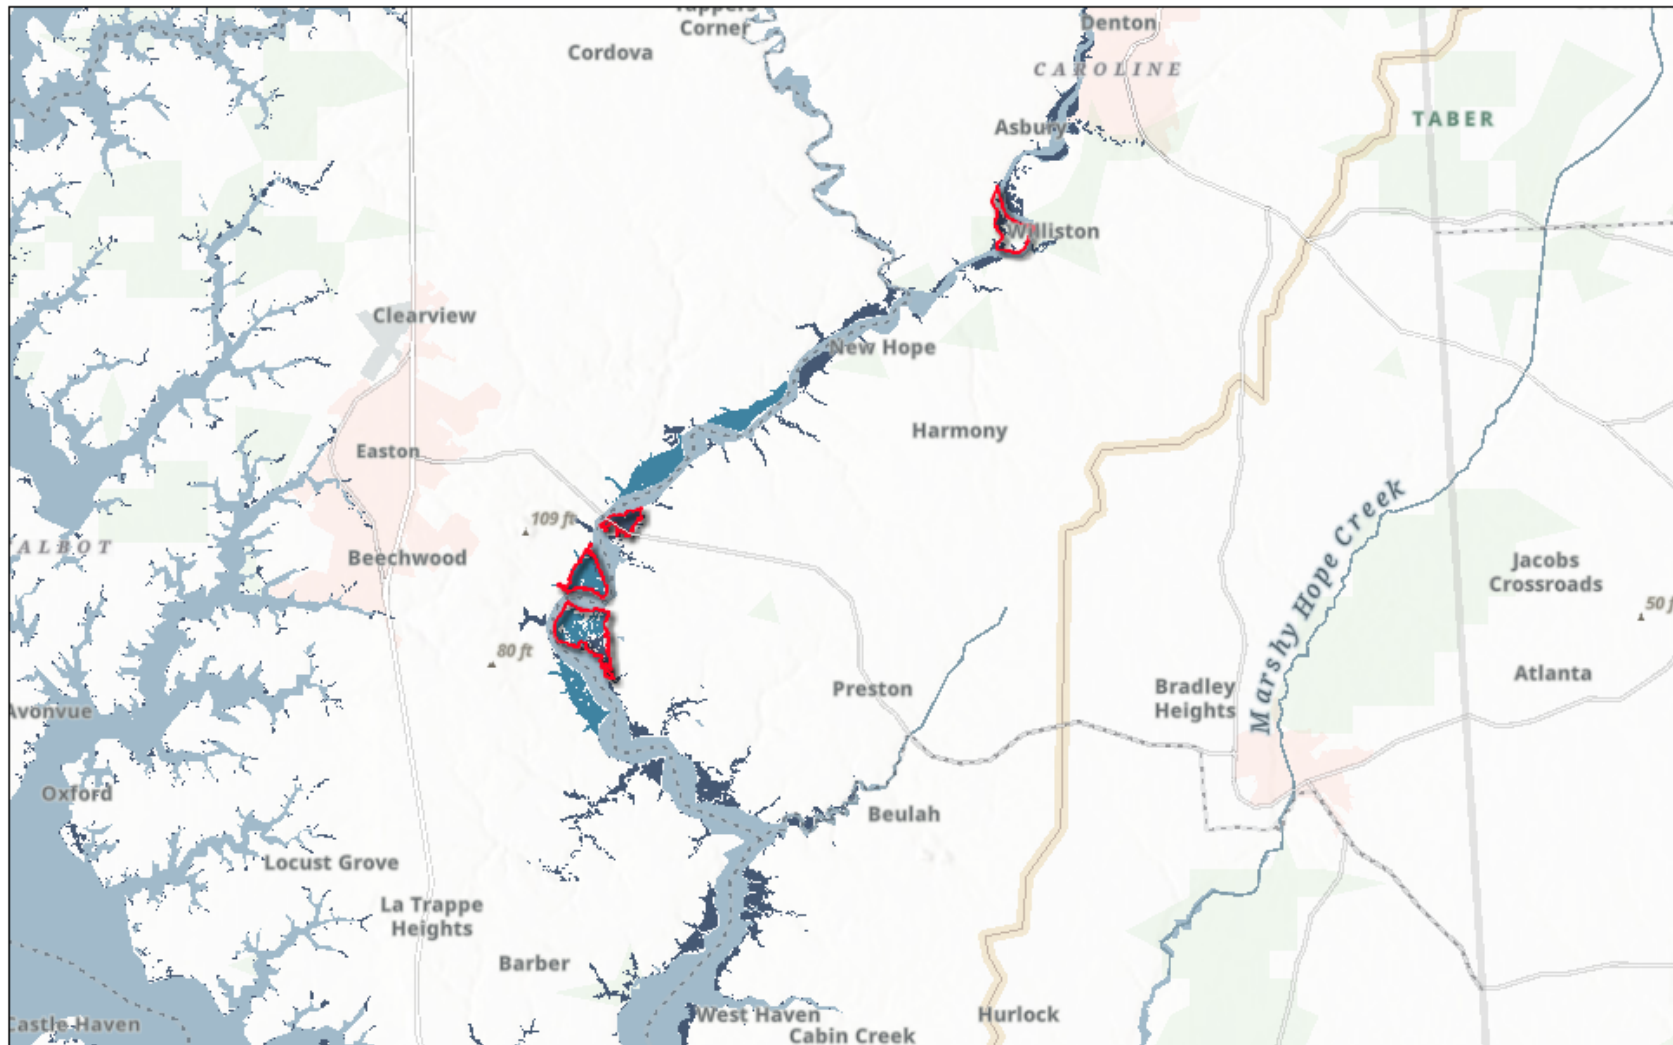 Tappers
Corner
Denton
Cordova
CAROLINE
TABER
Asbury
Williston
Clearview
New Hope
Harmony
Easton
109 ft
ALBOT
Beechwood
Marshy Hope Creek
Jacobs
Crossroads
50 f
80 ft
Preston
Bradley
Heights
Atlanta
Avonvue
Oxford
Beulah
Locust Grove
La Trappe
Heights
Barber
West Haven
Hurlock
Castle Haven
Cabin Creek